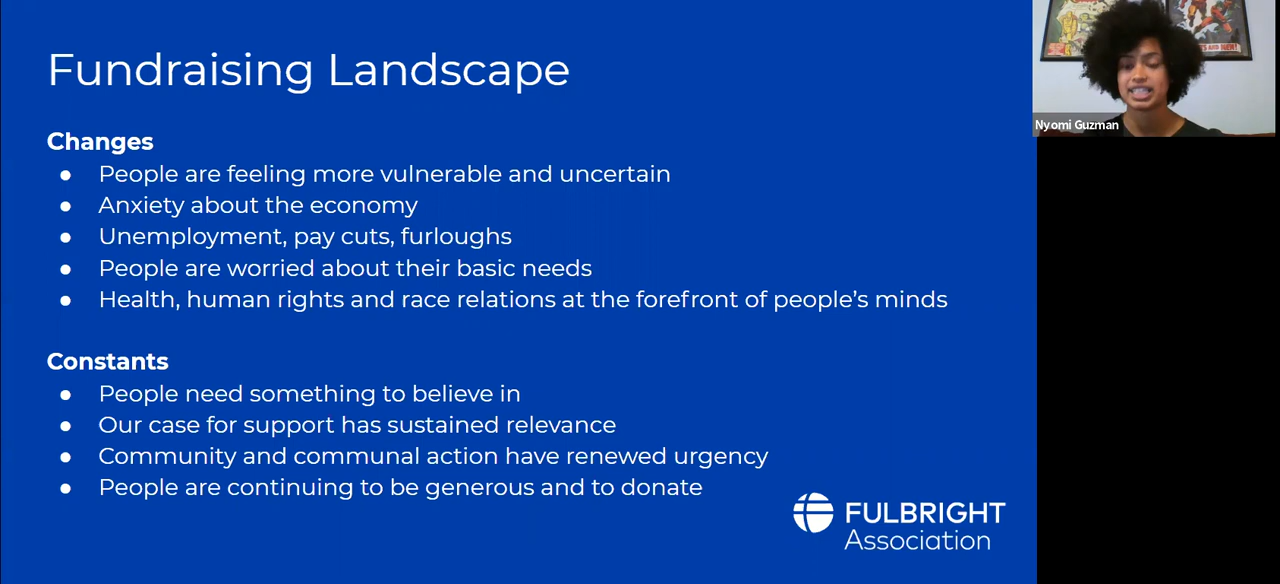 Fundraising Landscape
Changes
● People are feeling more vulnerable and uncertain
● Anxiety about the economy
● Unemployment, pay cuts, furloughs
● People are worried about their basic needs
● Health, human rights and race relations at the forefront of people's minds
Constants
● People need something to believe in
● Our case for support has sustained relevance
● Community and communal action have renewed urgency
● People are continuing to be generous and to donate
FULBRIGHT
Association
Nyomi Guzman